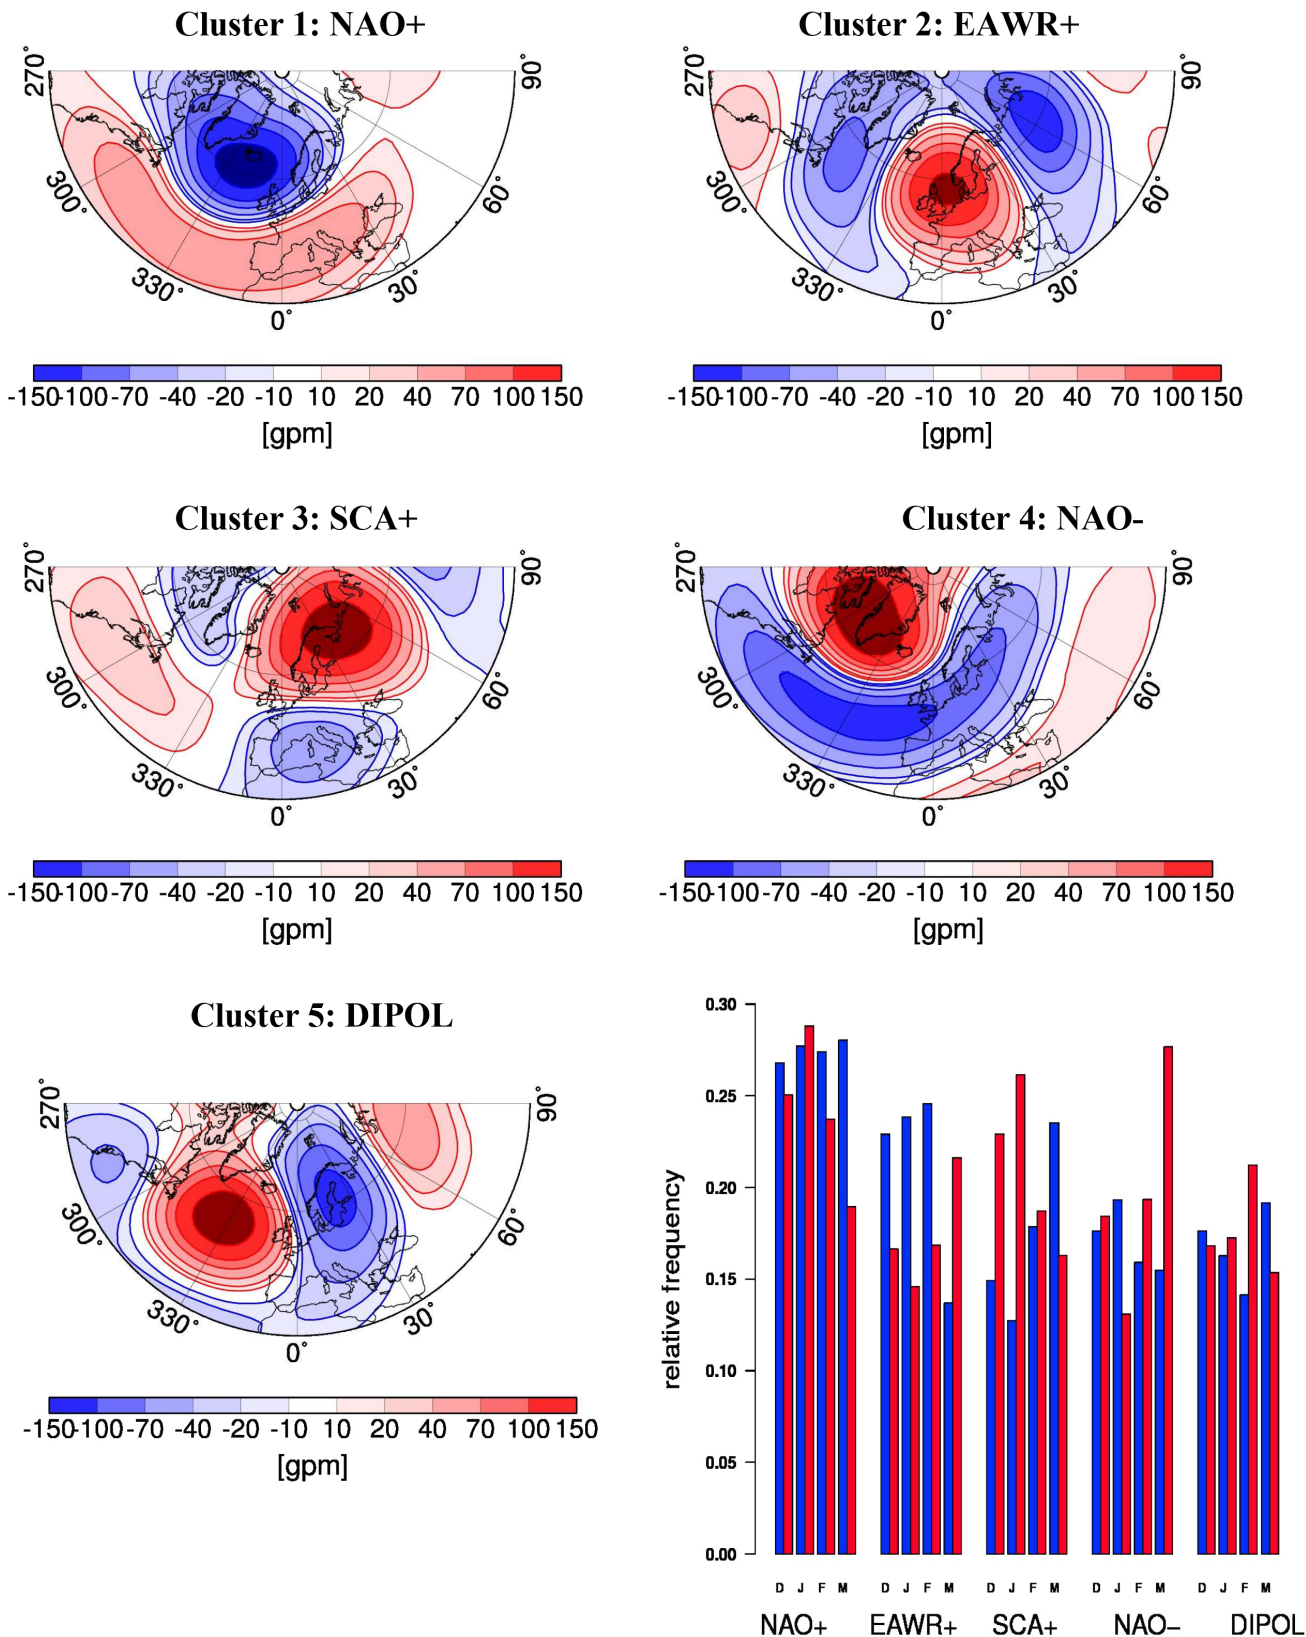 Cluster 1: NAO+
Cluster 2: EAWR+
270°
90°
300°
60°
330°
30°
0°
270°
90°
300°
60°
330°
30°
0°
-150 -100 -70 -40 -20 -10 10 20 40 70 100 150
[gpm]
-150 -100 -70 -40 -20 -10 10 20 40 70 100 150
[gpm]
Cluster 3: SCA+
Cluster 4: NAO-
270°
90°
300°
60°
330°
30°
0°
270°
90°
300°
60°
330°
30°
0°
-150 -100 -70 -40 -20 -10 10 20 40 70 100 150
[gpm]
-150 -100 -70 -40 -20 -10 10 20 40 70 100 150
[gpm]
Cluster 5: DIPOL
270°
90°
300°
60°
330°
30°
0°
-150 -100 -70 -40 -20 -10 10 20 40 70 100 150
[gpm]
relative frequency
0.30
0.25
0.20
0.15
0.10
0.05
0.00
D J F M D J F M D J F M D J F M D J F M
NAO+ EAWR+ SCA+ NAO− DIPOL